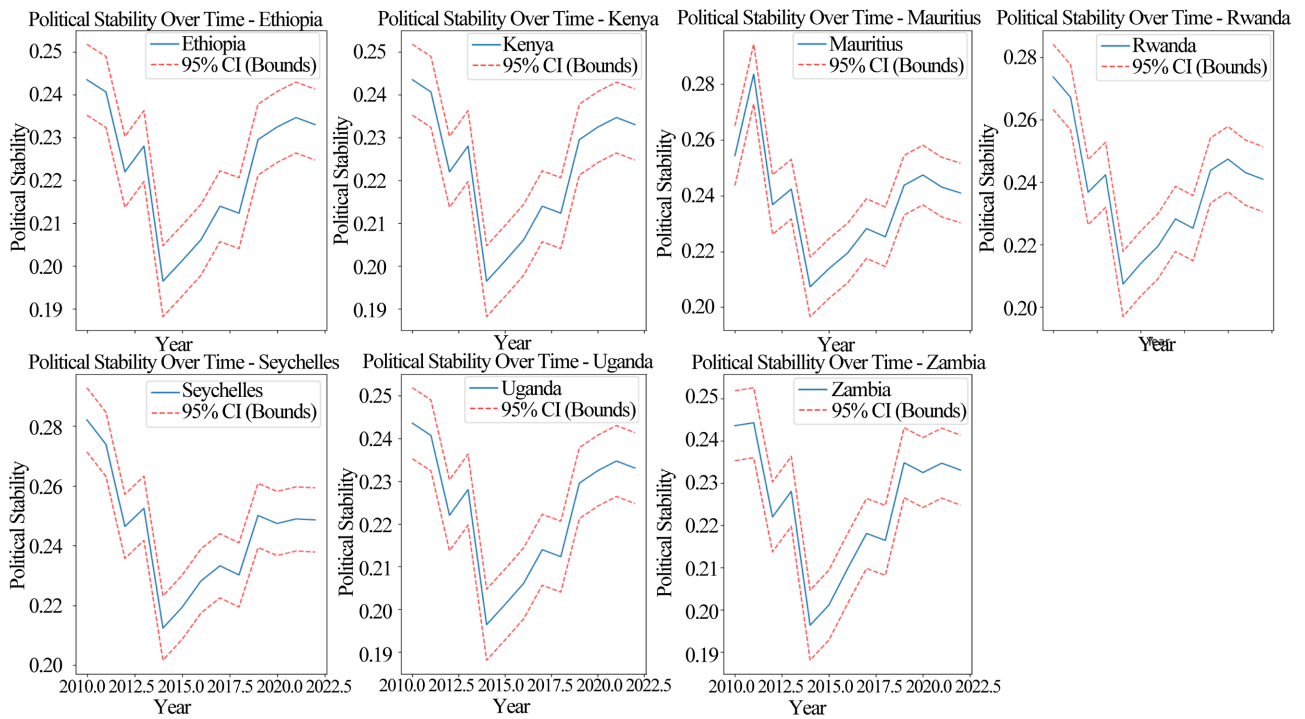 Political Stability Over Time - Ethiopia
Political Stability Over Time - Kenya
Political Stability Over Time - Mauritius
Political Stability Over Time - Rwanda
Ethiopia
95% CI (Bounds)
Kenya
95% CI (Bounds)
Mauritius
95% CI (Bounds)
Rwanda
95% CI (Bounds)
Political Stability
0.25
0.24
0.23
0.22
0.21
0.20
0.19
Year
Political Stability
0.25
0.24
0.23
0.22
0.21
0.20
0.19
Year
Political Stability
0.28
0.26
0.24
0.22
0.20
Year
Political Stability
0.28
0.26
0.24
0.22
0.20
Year
Political Stability Over Time - Seychelles
Political Stability Over Time - Uganda
Political Stabillity Over Time - Zambia
Seychelles
95% CI (Bounds)
Uganda
95% CI (Bounds)
Zambia
95% CI (Bounds)
Political Stability
0.28
0.26
0.24
0.22
0.20
2010.0 2012.5 2015.0 2017.5 2020.0 2022.5
Year
Political Stability
0.25
0.24
0.23
0.22
0.21
0.20
0.19
2010.0 2012.5 2015.0 2017.5 2020.0 2022.5
Year
Political Stability
0.25
0.24
0.23
0.22
0.21
0.20
0.19
2010.0 2012.5 2015.0 2017.5 2020.0 2022.5
Year